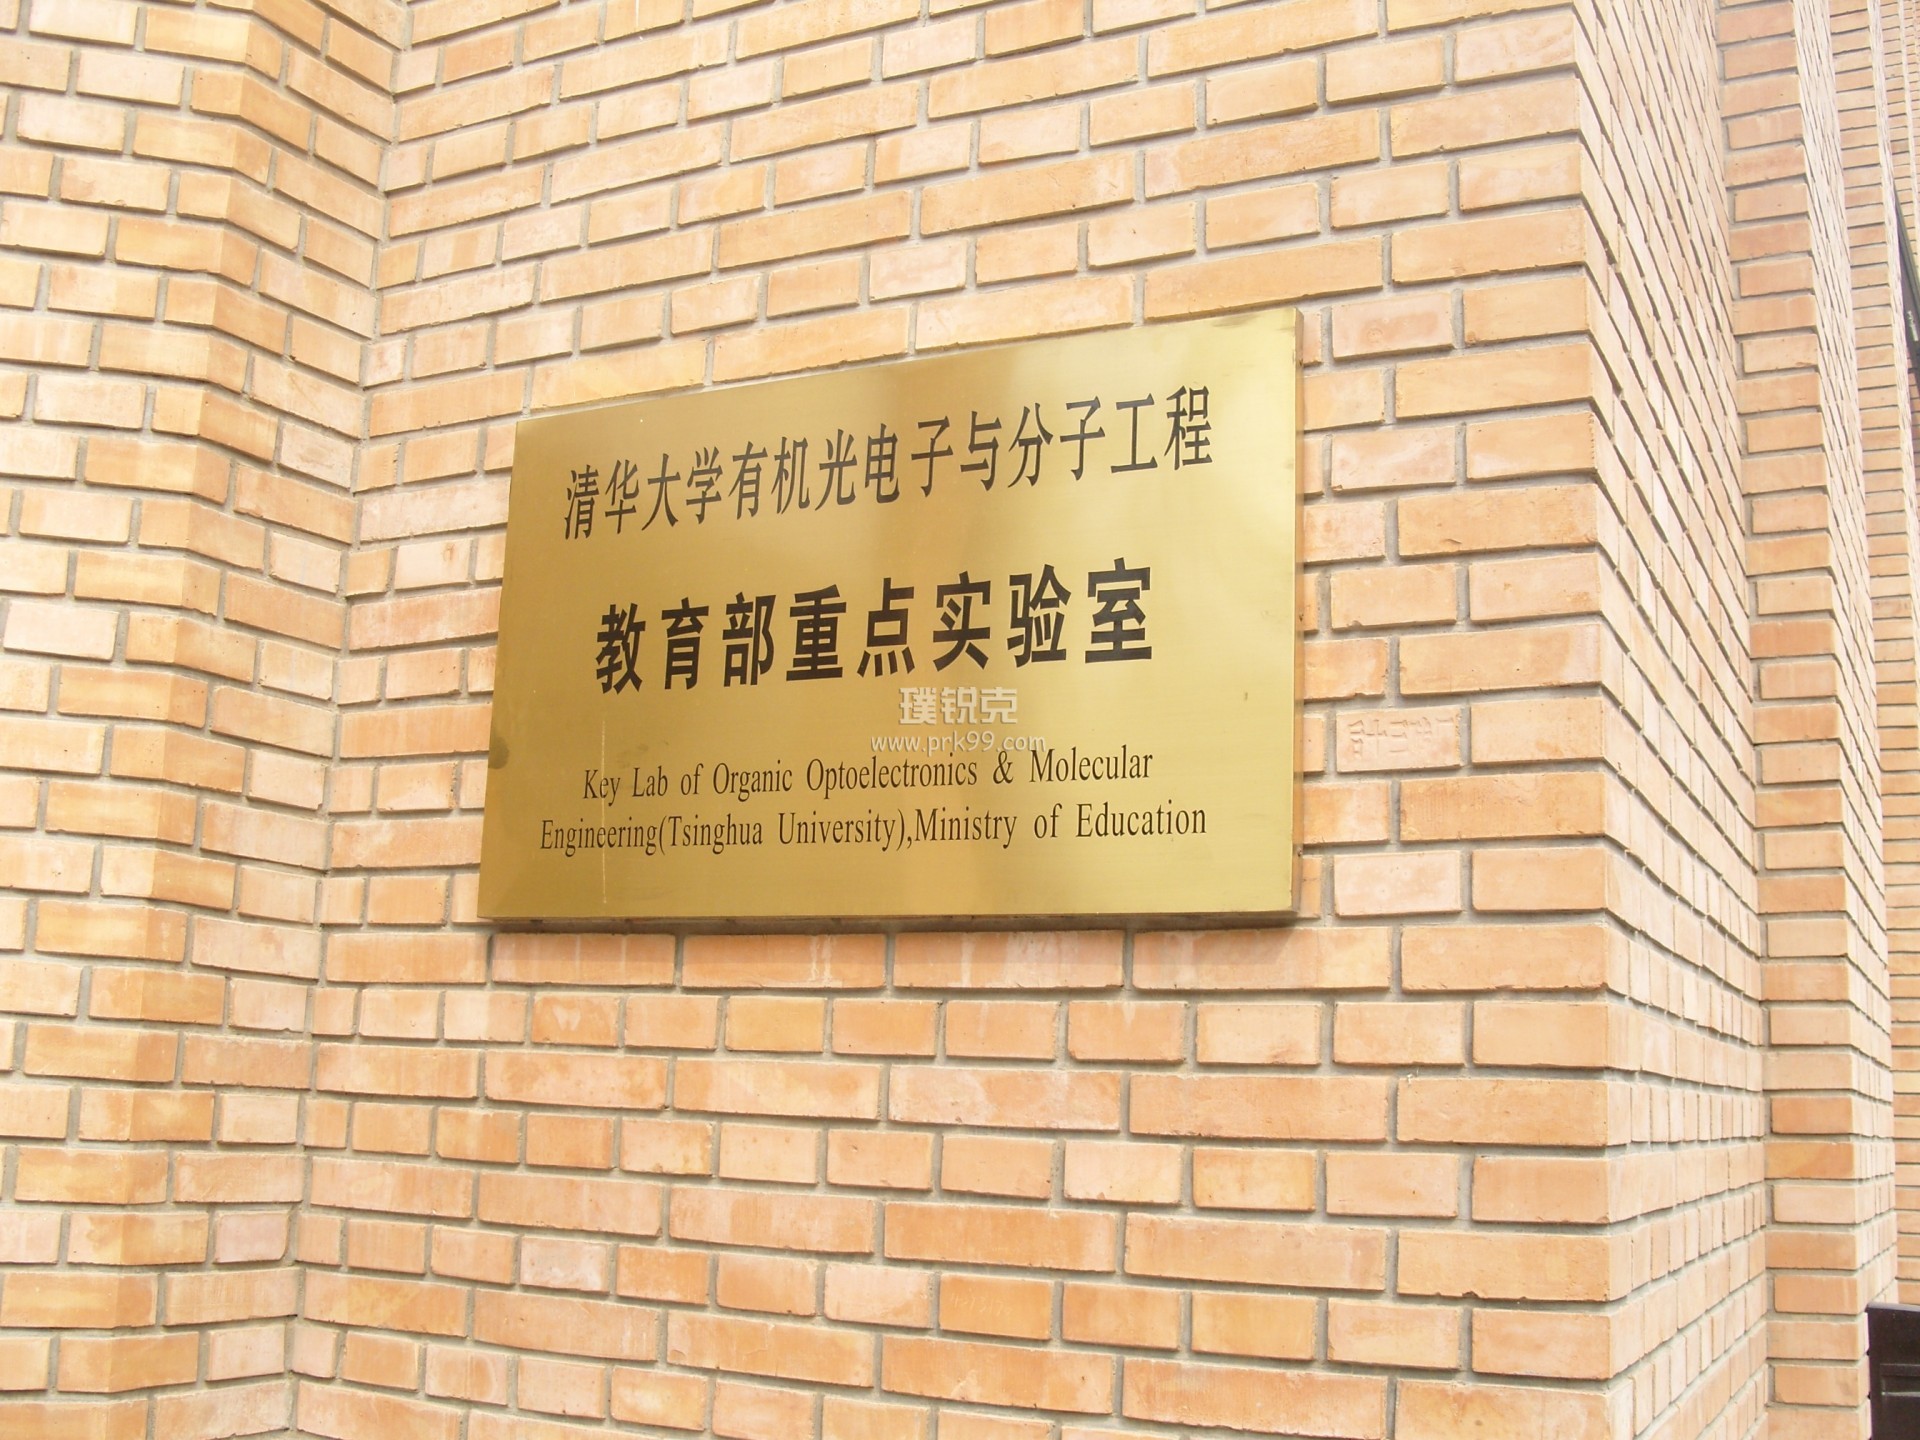 清华大学有机光电子与分子工程
教育部重点实验室
璞锐克
www.prk99.com
Key Lab of Organic Optoelectronics & Molecular
Engineering(Tsinghua University),Ministry of Education